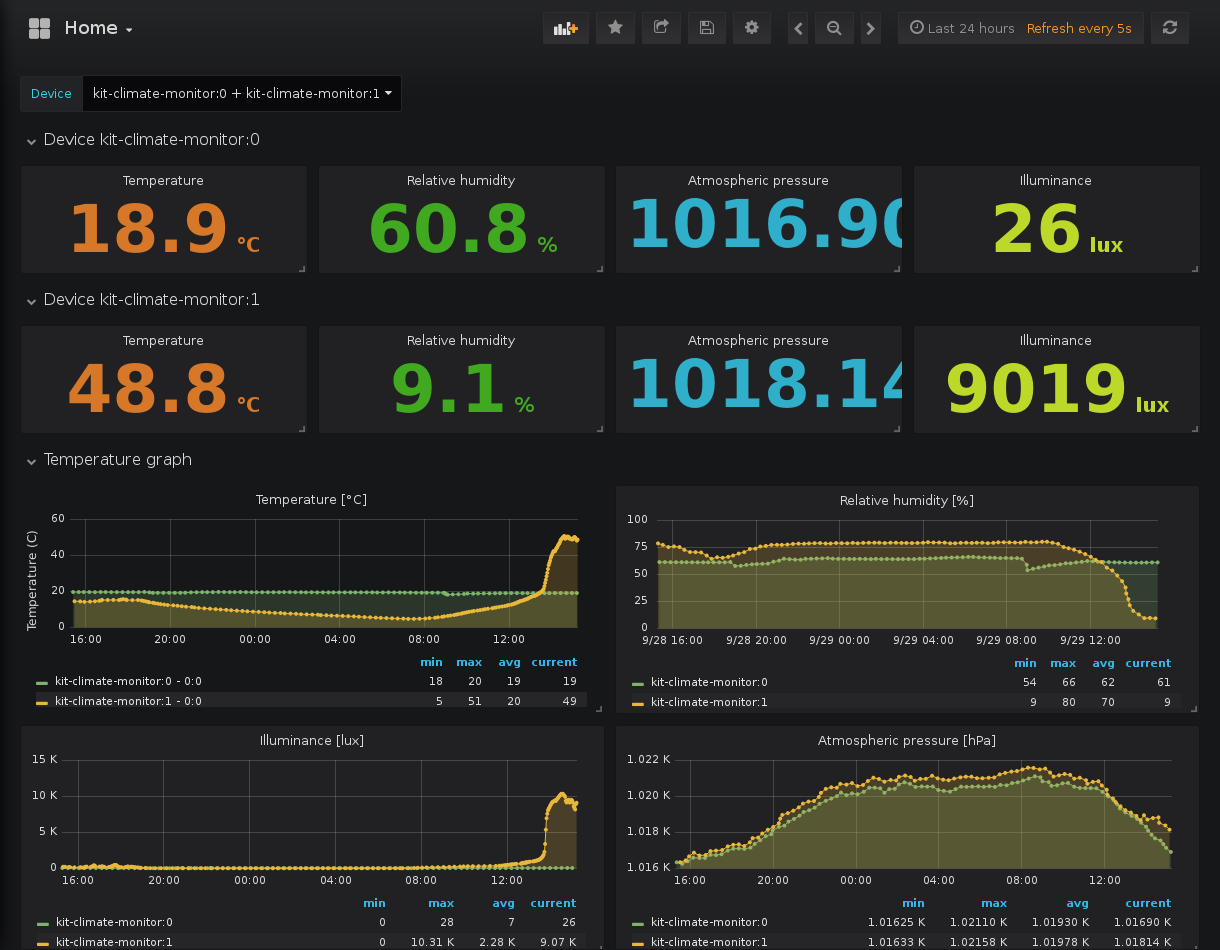 Home
Last 24 hours Refresh every 5s
Device kit-climate-monitor:0 + kit-climate-monitor:1
Device kit-climate-monitor:0
Temperature Relative humidity Atmospheric pressure Illuminance
18.9 °C 60.8 % 1016.90 26 lux
Device kit-climate-monitor:1
Temperature Relative humidity Atmospheric pressure Illuminance
48.8 °C 9.1 % 1018.14 9019 lux
Temperature graph
Temperature [°C]
Temperature (C)
60
40
20
0
16:00 20:00 00:00 04:00 08:00 12:00
min max avg current
kit-climate-monitor:0 - 0:0 18 20 19 19
kit-climate-monitor:1 - 0:0 5 51 20 49
Relative humidity [%]
100
75
50
25
0
9/28 16:00 9/28 20:00 9/29 00:00 9/29 04:00 9/29 08:00 9/29 12:00
min max avg current
kit-climate-monitor:0 54 66 62 61
kit-climate-monitor:1 9 80 70 9
Illuminance [lux]
15 K
10 K
5 K
0
16:00 20:00 00:00 04:00 08:00 12:00
min max avg current
kit-climate-monitor:0 0 28 7 26
kit-climate-monitor:1 0 10.31 K 2.28 K 9.07 K
Atmospheric pressure [hPa]
1.022 K
1.020 K
1.018 K
1.016 K
16:00 20:00 00:00 04:00 08:00 12:00
min max avg current
kit-climate-monitor:0 1.01625 K 1.02110 K 1.01930 K 1.01690 K
kit-climate-monitor:1 1.01633 K 1.02158 K 1.01978 K 1.01814 K